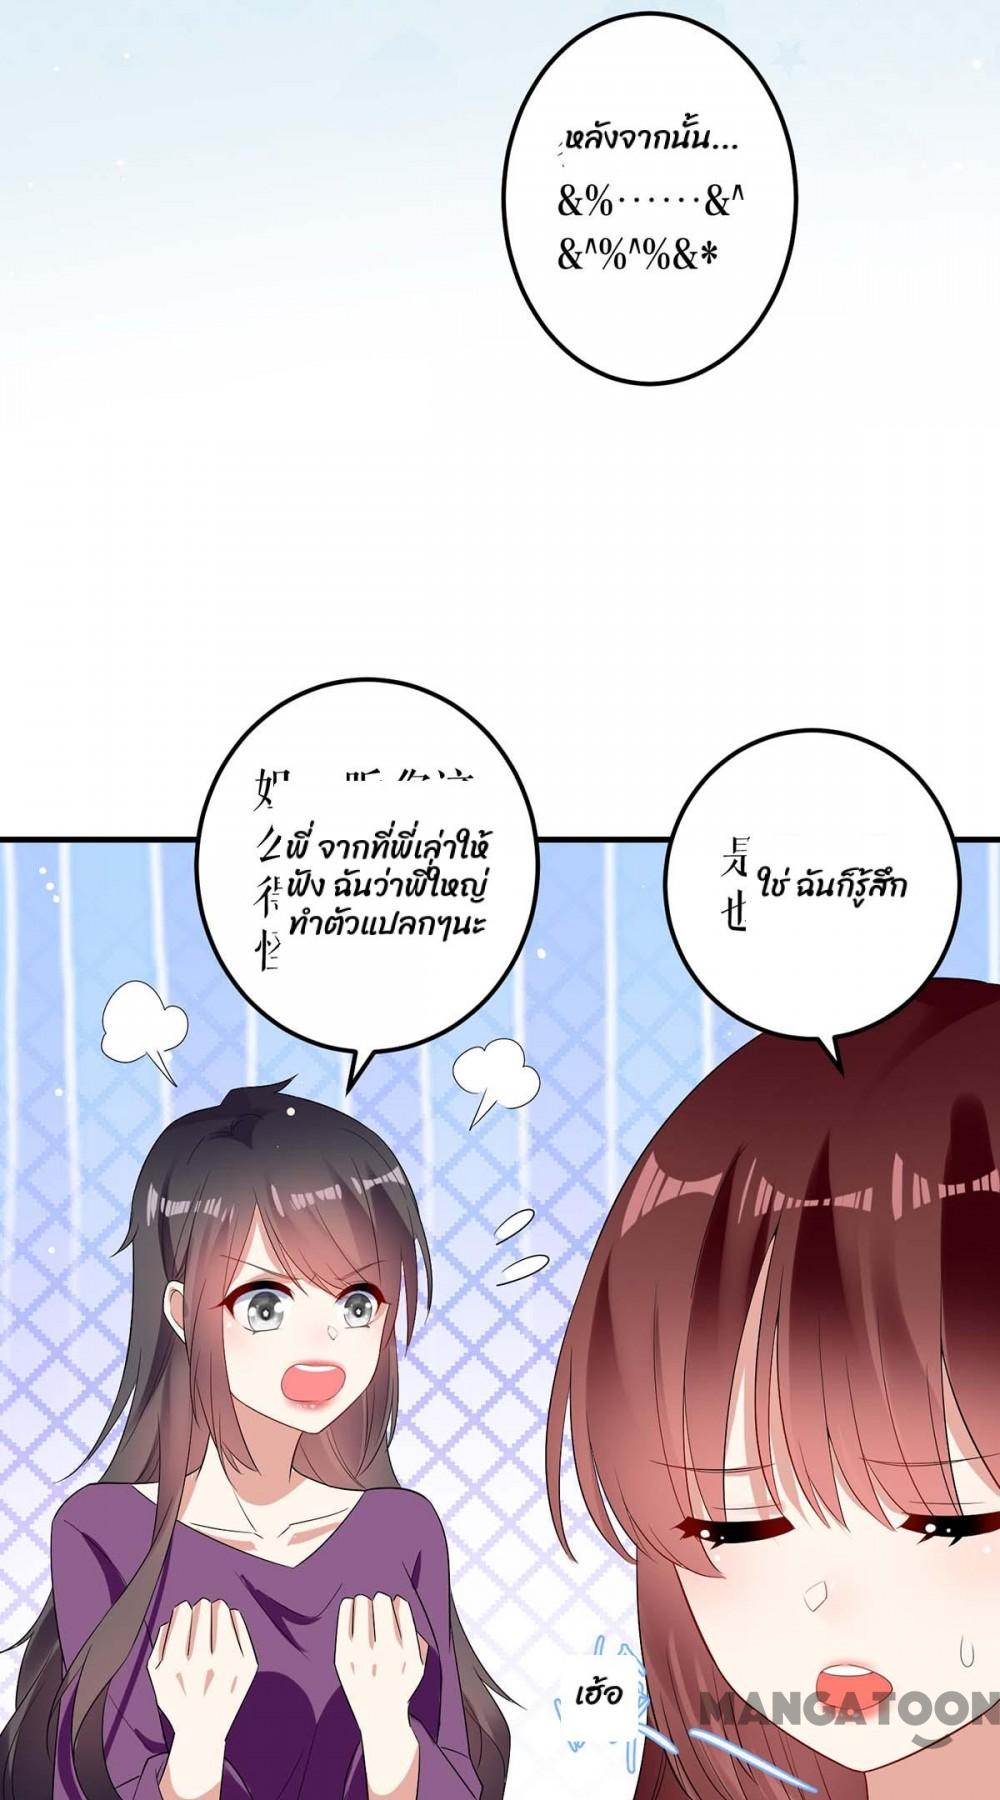 หลังจากนั้น...
&%⋯⋯&^
&^%^%&*
พี่ จากที่พี่เล่าให้
ฟัง ฉันว่าพี่ใหญ่
ทำตัวแปลกๆนะ
ใช่ ฉันก็รู้สึก
也
เฮ้อ
MANGATOON